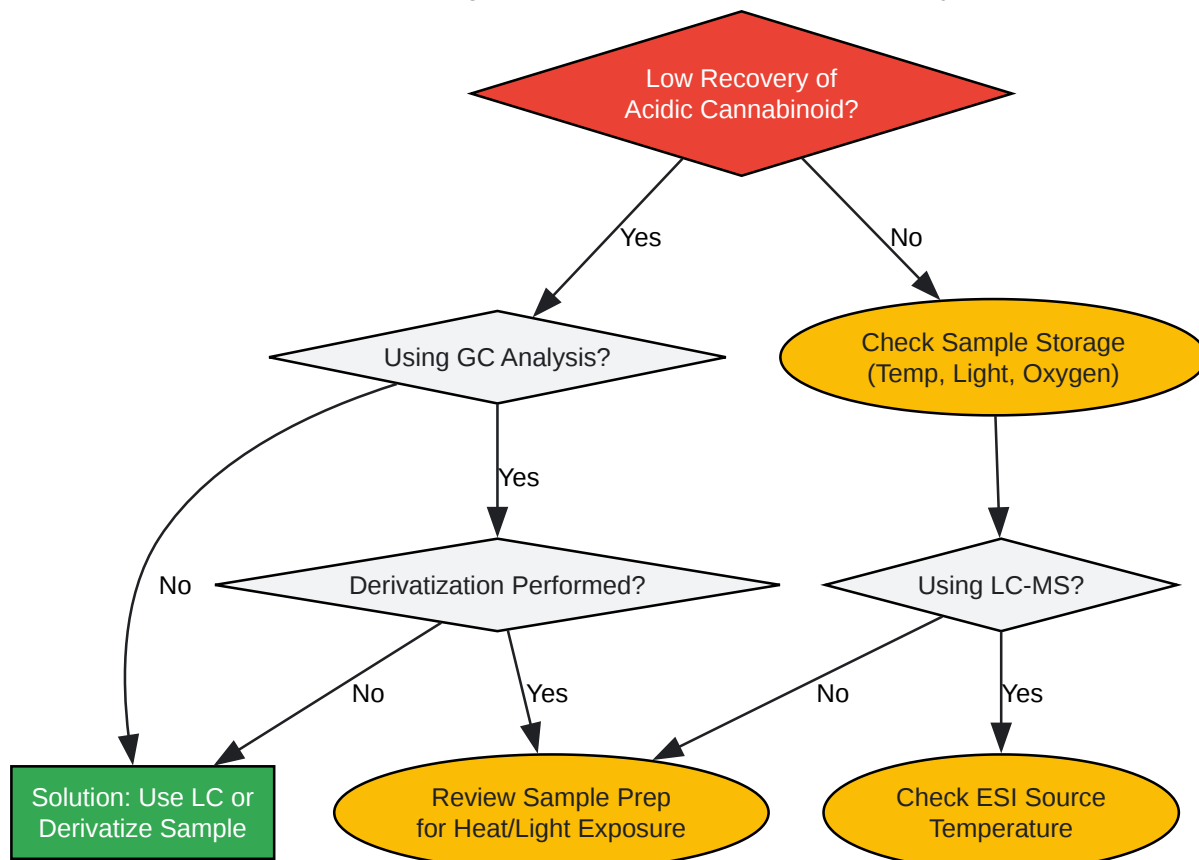 Low Recovery of
Acidic Cannabinoid?
Yes
No
Using GC Analysis?
Check Sample Storage
(Temp, Light, Oxygen)
Yes
No
Derivatization Performed?
Using LC-MS?
No
Yes
No
Yes
Solution: Use LC or
Derivatize Sample
Review Sample Prep
for Heat/Light Exposure
Check ESI Source
Temperature